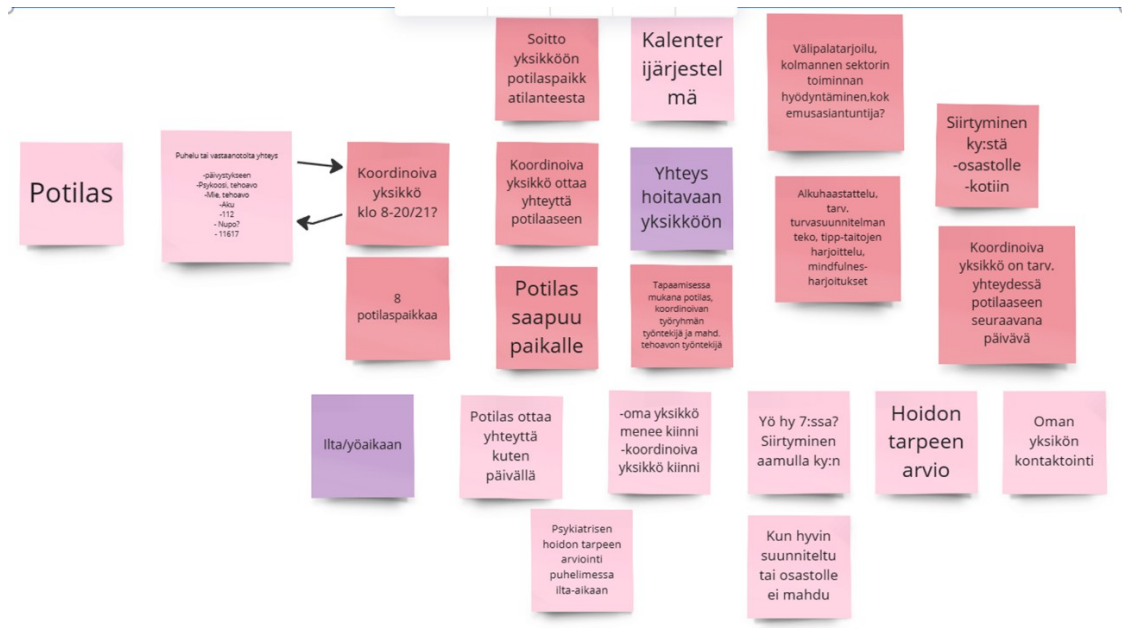 Potilas
Puhelu tai vastaanotolta yhteys
-päivystykseen
-Psykoosi, tehoavo
-Mie, tehoavo
-Aku
-112
- Nupo?
- 11617
Koordinoiva
yksikkö
klo 8-20/21?
8
potilaspaikkaa
Soitto
yksikköön
potilaspaikk
atilanteesta
Koordinoiva
yksikkö ottaa
yhteyttä
potilaaseen
Potilas
saapuu
paikalle
Kalenter
ijärjestel
mä
Yhteys
hoitavaan
yksikköön
Tapaamisessa
mukana potilas,
koordinoivan
työryhmän
työntekijä ja mahd.
tehoavon työntekijä
Välipalatarjoilu,
kolmannen sektorin
toiminnan
hyödyntäminen,kok
emusasiantuntija?
Alkuhaastattelu,
tarv.
turvasuunnitelman
teko, tipp-taitojen
harjoittelu,
mindfulnes-
harjoitukset
Siirtyminen
ky:stä
-osastolle
-kotiin
Koordinoiva
yksikkö on tarv.
yhteydessä
potilaaseen
seuraavana
päivävä
Ilta/yöaikaan
Potilas ottaa
yhteyttä
kuten
päivällä
-oma yksikkö
menee kiinni
-koordinoiva
yksikkö kiinni
Yö hy 7:ssa?
Siirtyminen
aamulla ky:n
Hoidon
tarpeen
arvio
Oman
yksikön
kontaktointi
Psykiatrisen
hoidon tarpeen
arviointi
puhelimessa
ilta-aikaan
Kun hyvin
suunniteltu
tai osastolle
ei mahdu